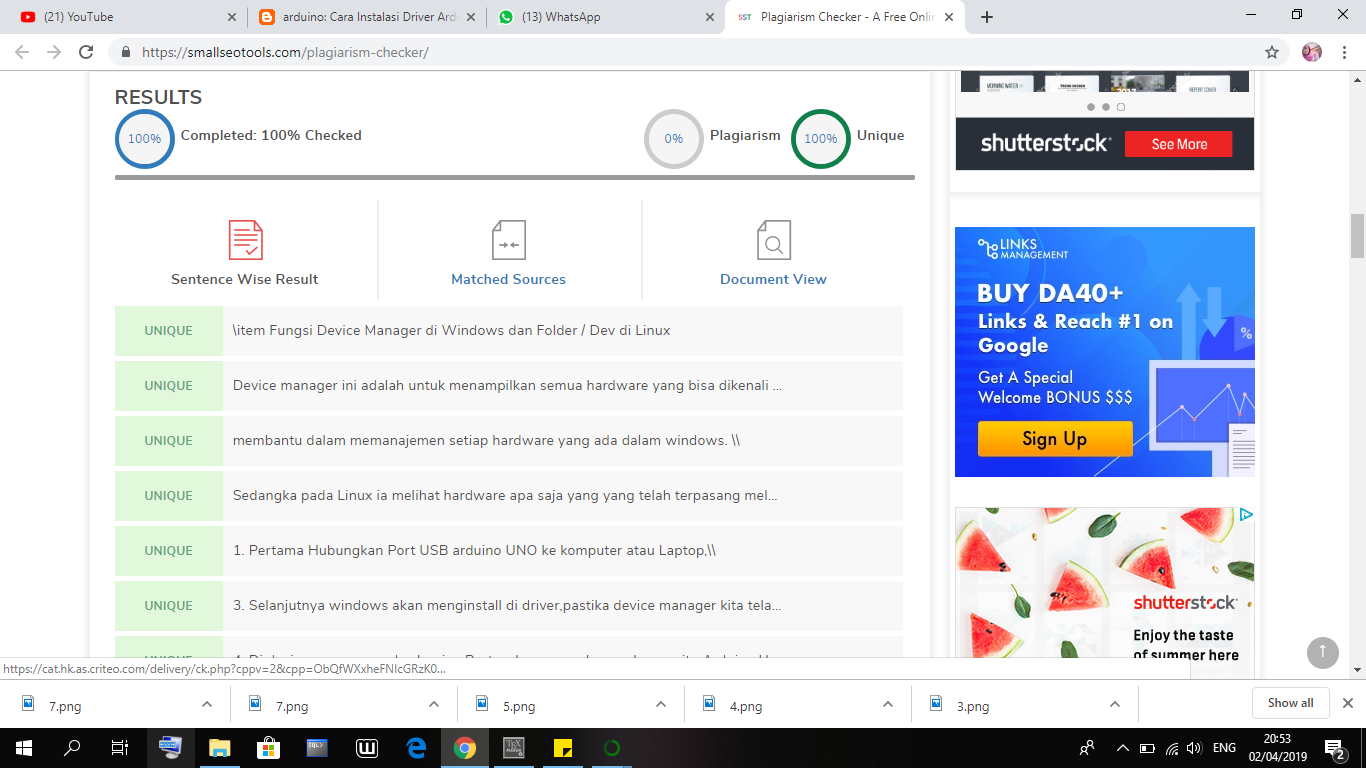 (21) YouTube
arduino: Cara Instalasi Driver Ard
(13) WhatsApp
SST
Plagiarism Checker - A Free Onlin
https://smallseotools.com/plagiarism-checker/
RESULTS
100%
Completed: 100% Checked
0%
Plagiarism
100%
Unique
Sentence Wise Result
Matched Sources
Document View
UNIQUE
\item Fungsi Device Manager di Windows dan Folder / Dev di Linux
UNIQUE
Device manager ini adalah untuk menampilkan semua hardware yang bisa dikenali ...
UNIQUE
membantu dalam memanajemen setiap hardware yang ada dalam windows. \\
UNIQUE
Sedangka pada Linux ia melihat hardware apa saja yang yang telah terpasang mel...
UNIQUE
1. Pertama Hubungkan Port USB arduino UNO ke komputer atau Laptop,\\
UNIQUE
3. Selanjutnya windows akan menginstall di driver,pastika device manager kita tela...
MORNING WATER
REPORT COVER
shutterstock
See More
LINKS
MANAGEMENT
BUY DA40+
Links & Reach #1 on
Google
Get A Special
Welcome BONUS $$$
Sign Up
%
shutterstock
Enjoy the taste
of summer here
https://cat.hk.as.criteo.com/delivery/ck.php?cppv=2&cpp=ObQfWXxheFNIcGRzK0...
7.png
7.png
5.png
4.png
3.png
Show all
SQL>
W
TEX
MAKER
ENG
20:53
02/04/2019
2